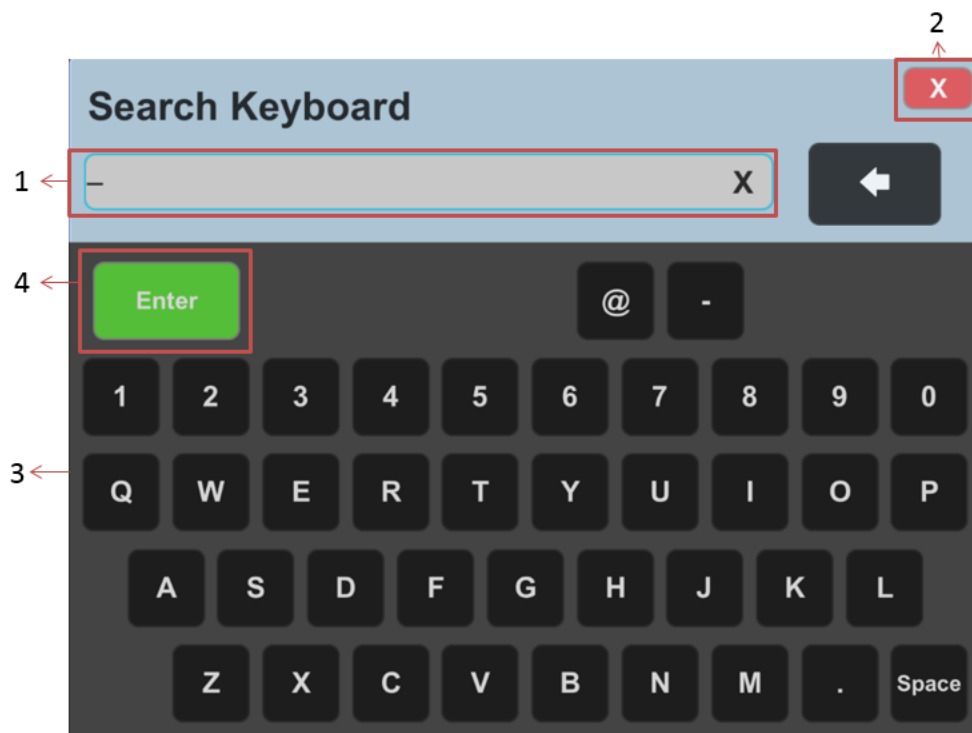 2
X
Search Keyboard
1
_ X
4
Enter @ -
1 2 3 4 5 6 7 8 9 0
3
Q W E R T Y U I O P
A S D F G H J K L
Z X C V B N M . Space